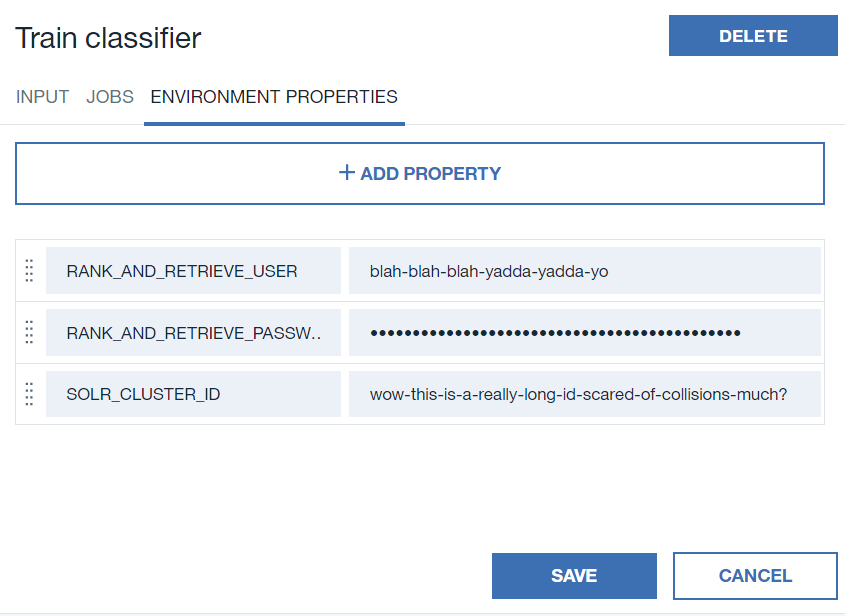 Train classifier
DELETE
INPUT JOBS ENVIRONMENT PROPERTIES
+ ADD PROPERTY
RANK_AND_RETRIEVE_USER blah-blah-blah-yadda-yadda-yo
RANK_AND_RETRIEVE_PASSW.. ••••••••••••••••••••••••••••••••••••••••••••
SOLR_CLUSTER_ID wow-this-is-a-really-long-id-scared-of-collisions-much?
SAVE CANCEL